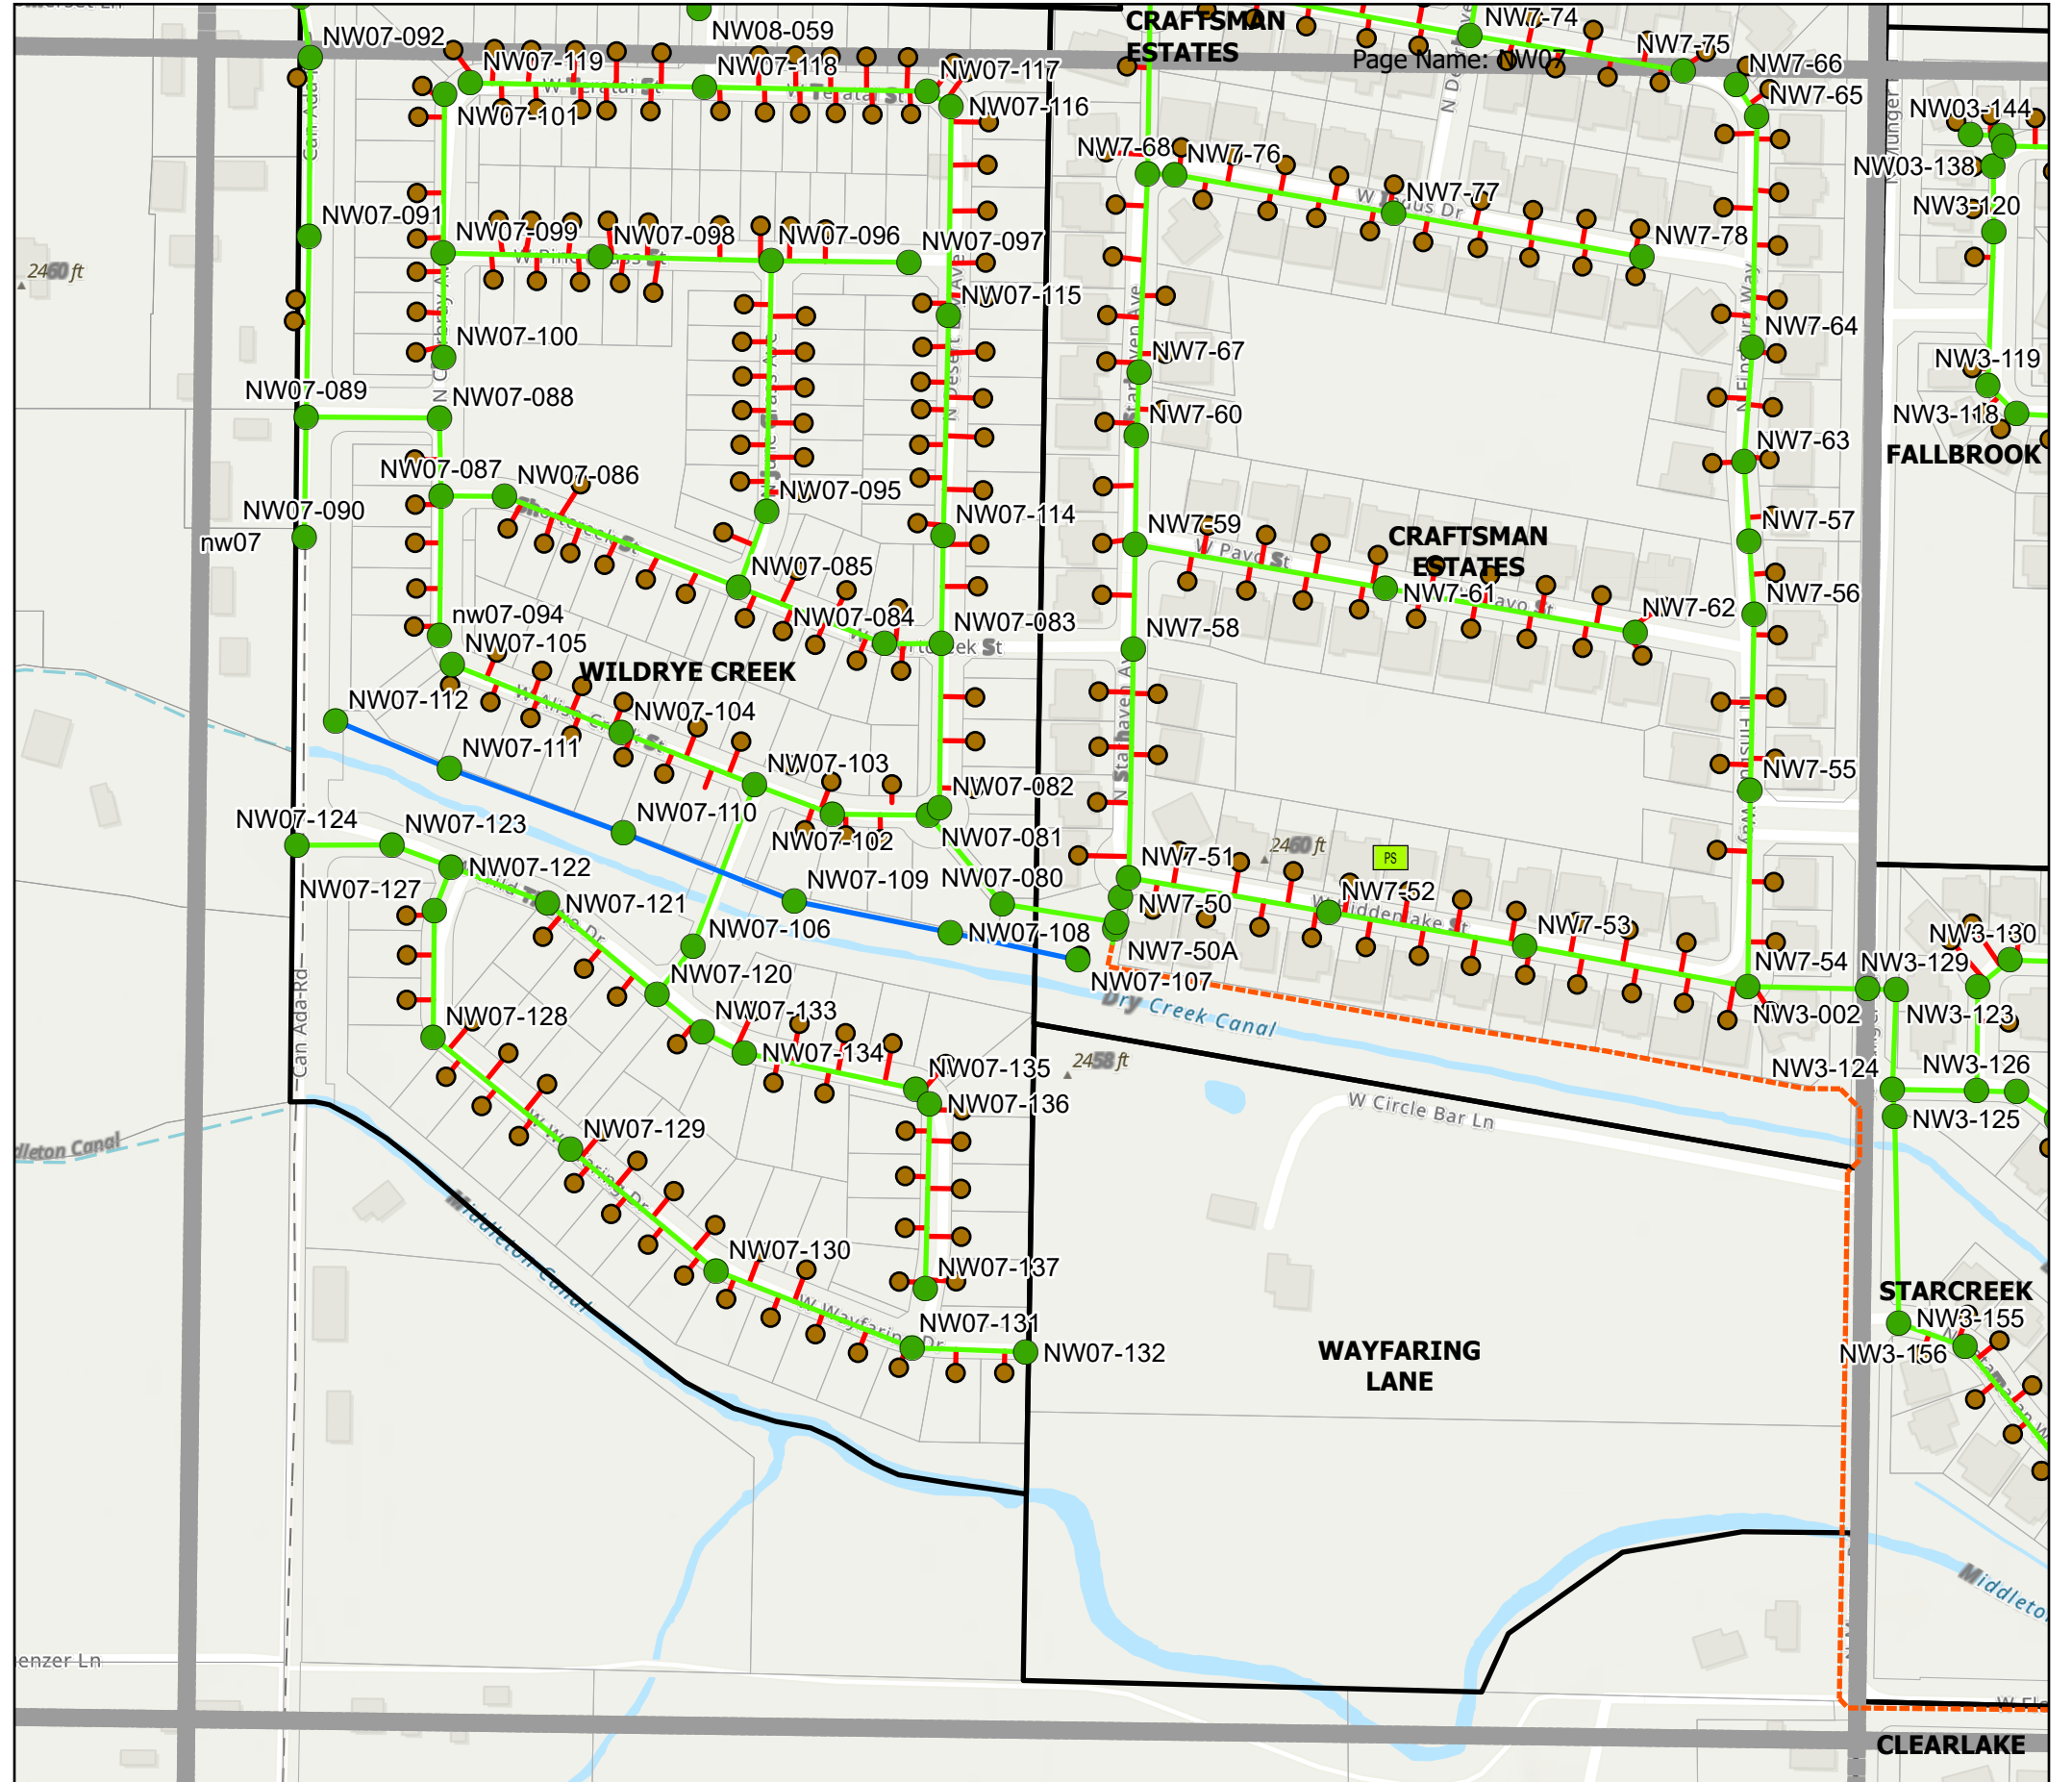 CRAFTSMAN
ESTATES
Page Name: NW07
NW07-092
NW07-119
NW08-059
NW07-118
NW07-117
NW07-116
NW07-101
W Teratai St
NW7-74
NW7-75
NW7-66
NW7-65
NW03-144
NW03-138
NW3-120
NW7-68
NW7-76
NW7-77
NW7-78
NW07-091
NW07-099
NW07-098
NW07-096
NW07-097
2460 ft
NW07-115
NW07-100
NW7-67
NW7-64
NW3-119
NW3-118
NW07-089
NW07-088
NW7-60
NW7-63
FALLBROOK
NW07-087
NW07-086
NW07-095
NW07-090
nw07
NW07-114
NW7-59
NW7-57
CRAFTSMAN
ESTATES
W Pavo St
NW7-61
NW7-62
NW7-56
NW07-085
NW07-084
NW07-083
NW7-58
nw07-094
NW07-105
WILDRYE CREEK
NW07-112
NW07-104
W Aliso Creek St
NW07-111
NW07-103
NW07-082
NW7-55
NW07-124
NW07-123
NW07-110
NW07-102
NW07-081
2460 ft
PS
NW07-122
NW07-127
NW07-121
NW07-109
NW07-080
NW7-51
NW7-50
NW7-52
W Hiddenlake St
NW7-53
NW07-106
NW07-108
NW7-50A
NW07-107
NW7-54
NW3-129
NW3-130
NW07-120
NW07-133
NW07-128
NW07-134
Dry Creek Canal
NW3-002
NW3-123
Can Ada-Rd
2458 ft
NW07-135
NW07-136
NW3-124
NW3-126
NW3-125
W Circle Bar Ln
NW07-129
Middleton Canal
NW07-130
NW07-137
W Wayfaring Dr
NW07-131
NW07-132
WAYFARING
LANE
STARCREEK
NW3-155
NW3-156
CLEARLAKE